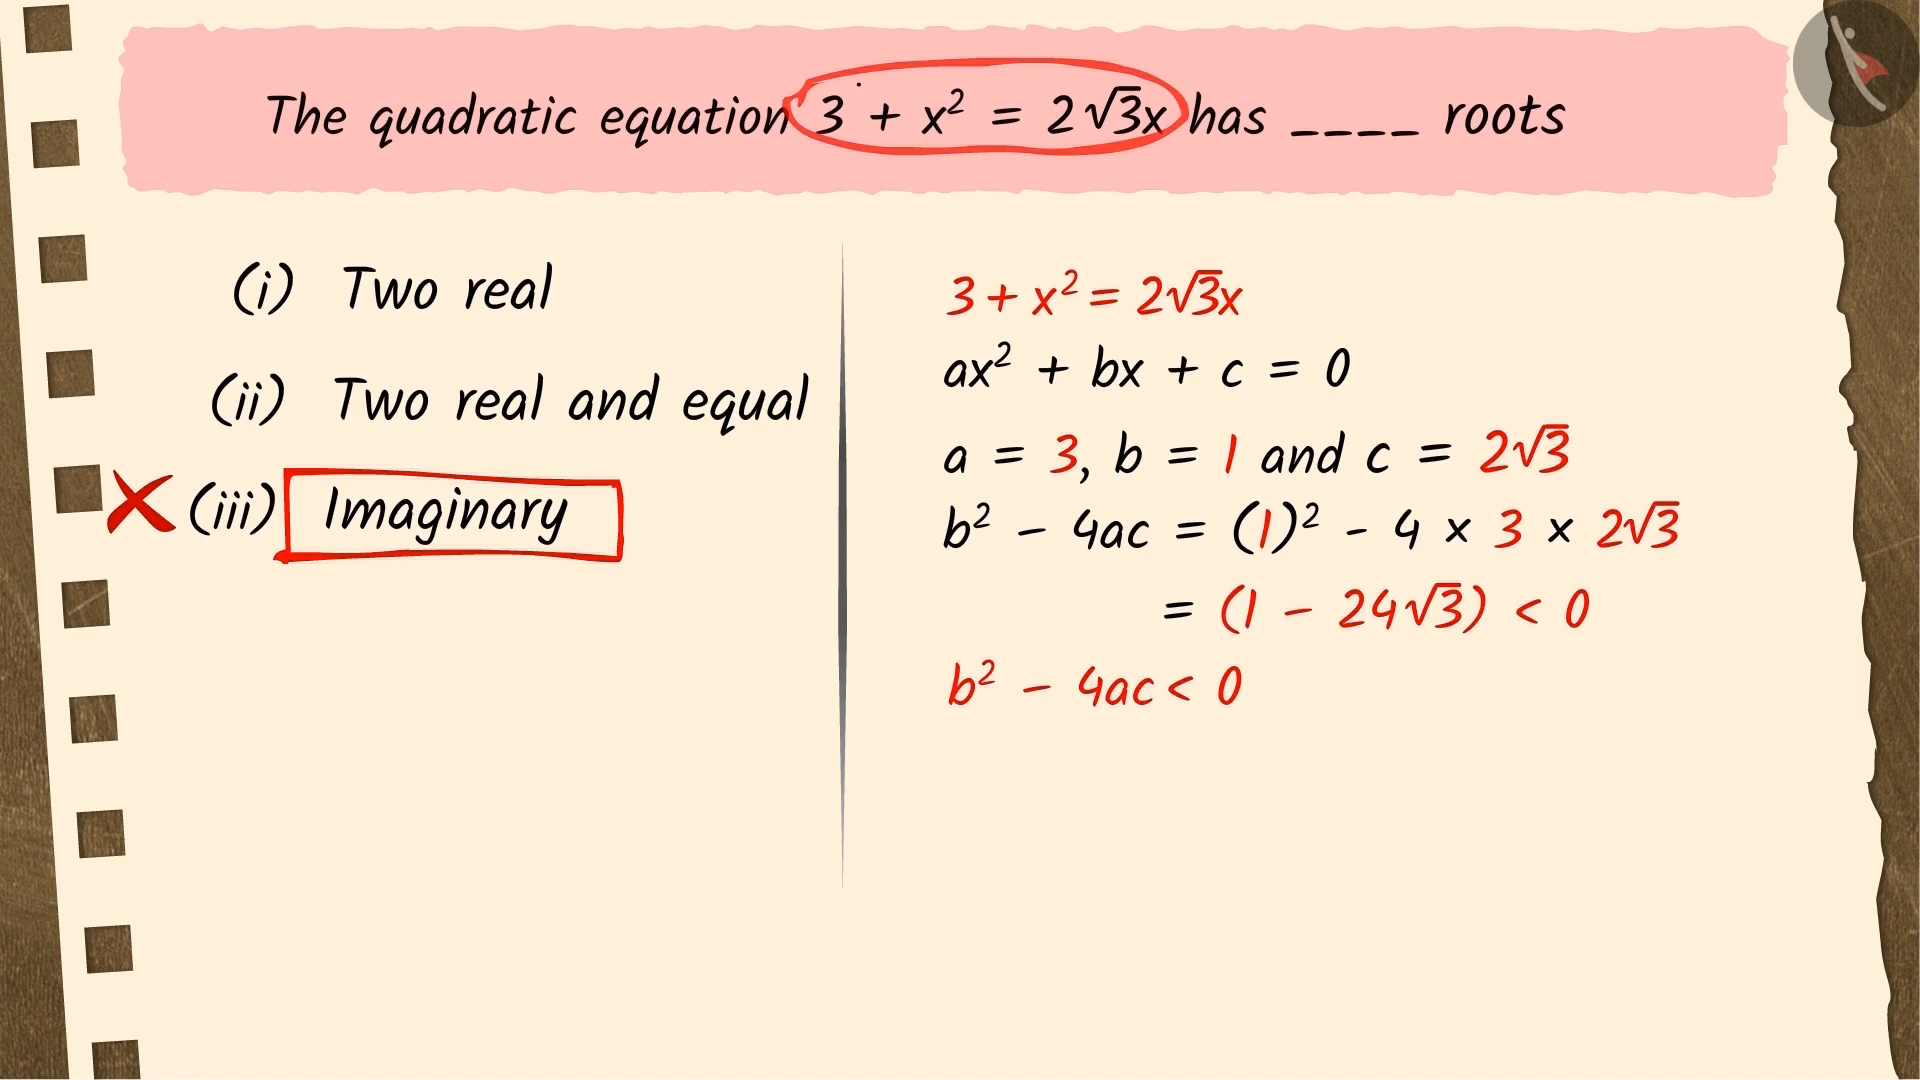 The quadratic equation 3 + x² = 2√3x has ____ roots
(i) Two real
(ii) Two real and equal
(iii) Imaginary
3 + x² = 2√3x
ax² + bx + c = 0
a = 3, b = 1 and c = 2√3
b² − 4ac = (1)² - 4 × 3 × 2√3
= (1 − 24√3) < 0
b² − 4ac < 0